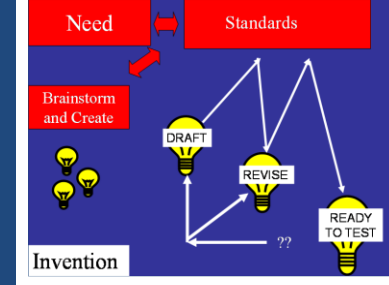 Need
Standards
Brainstorm
and Create
DRAFT
REVISE
READY
TO TEST
??
Invention